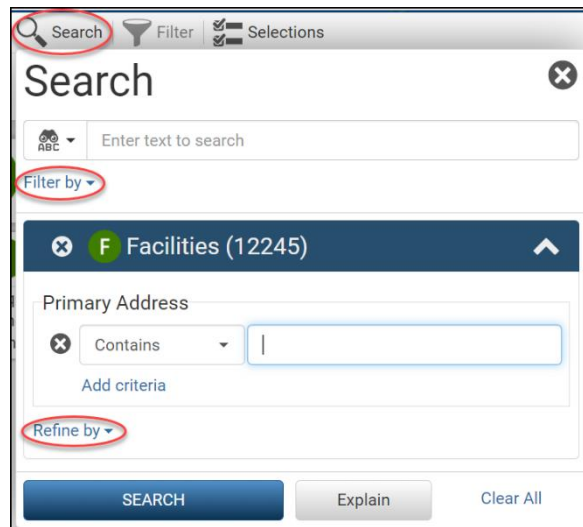 Search Filter Selections
Search
ABC Enter text to search
Filter by
F Facilities (12245)
Primary Address
Contains
Add criteria
Refine by
SEARCH Explain Clear All